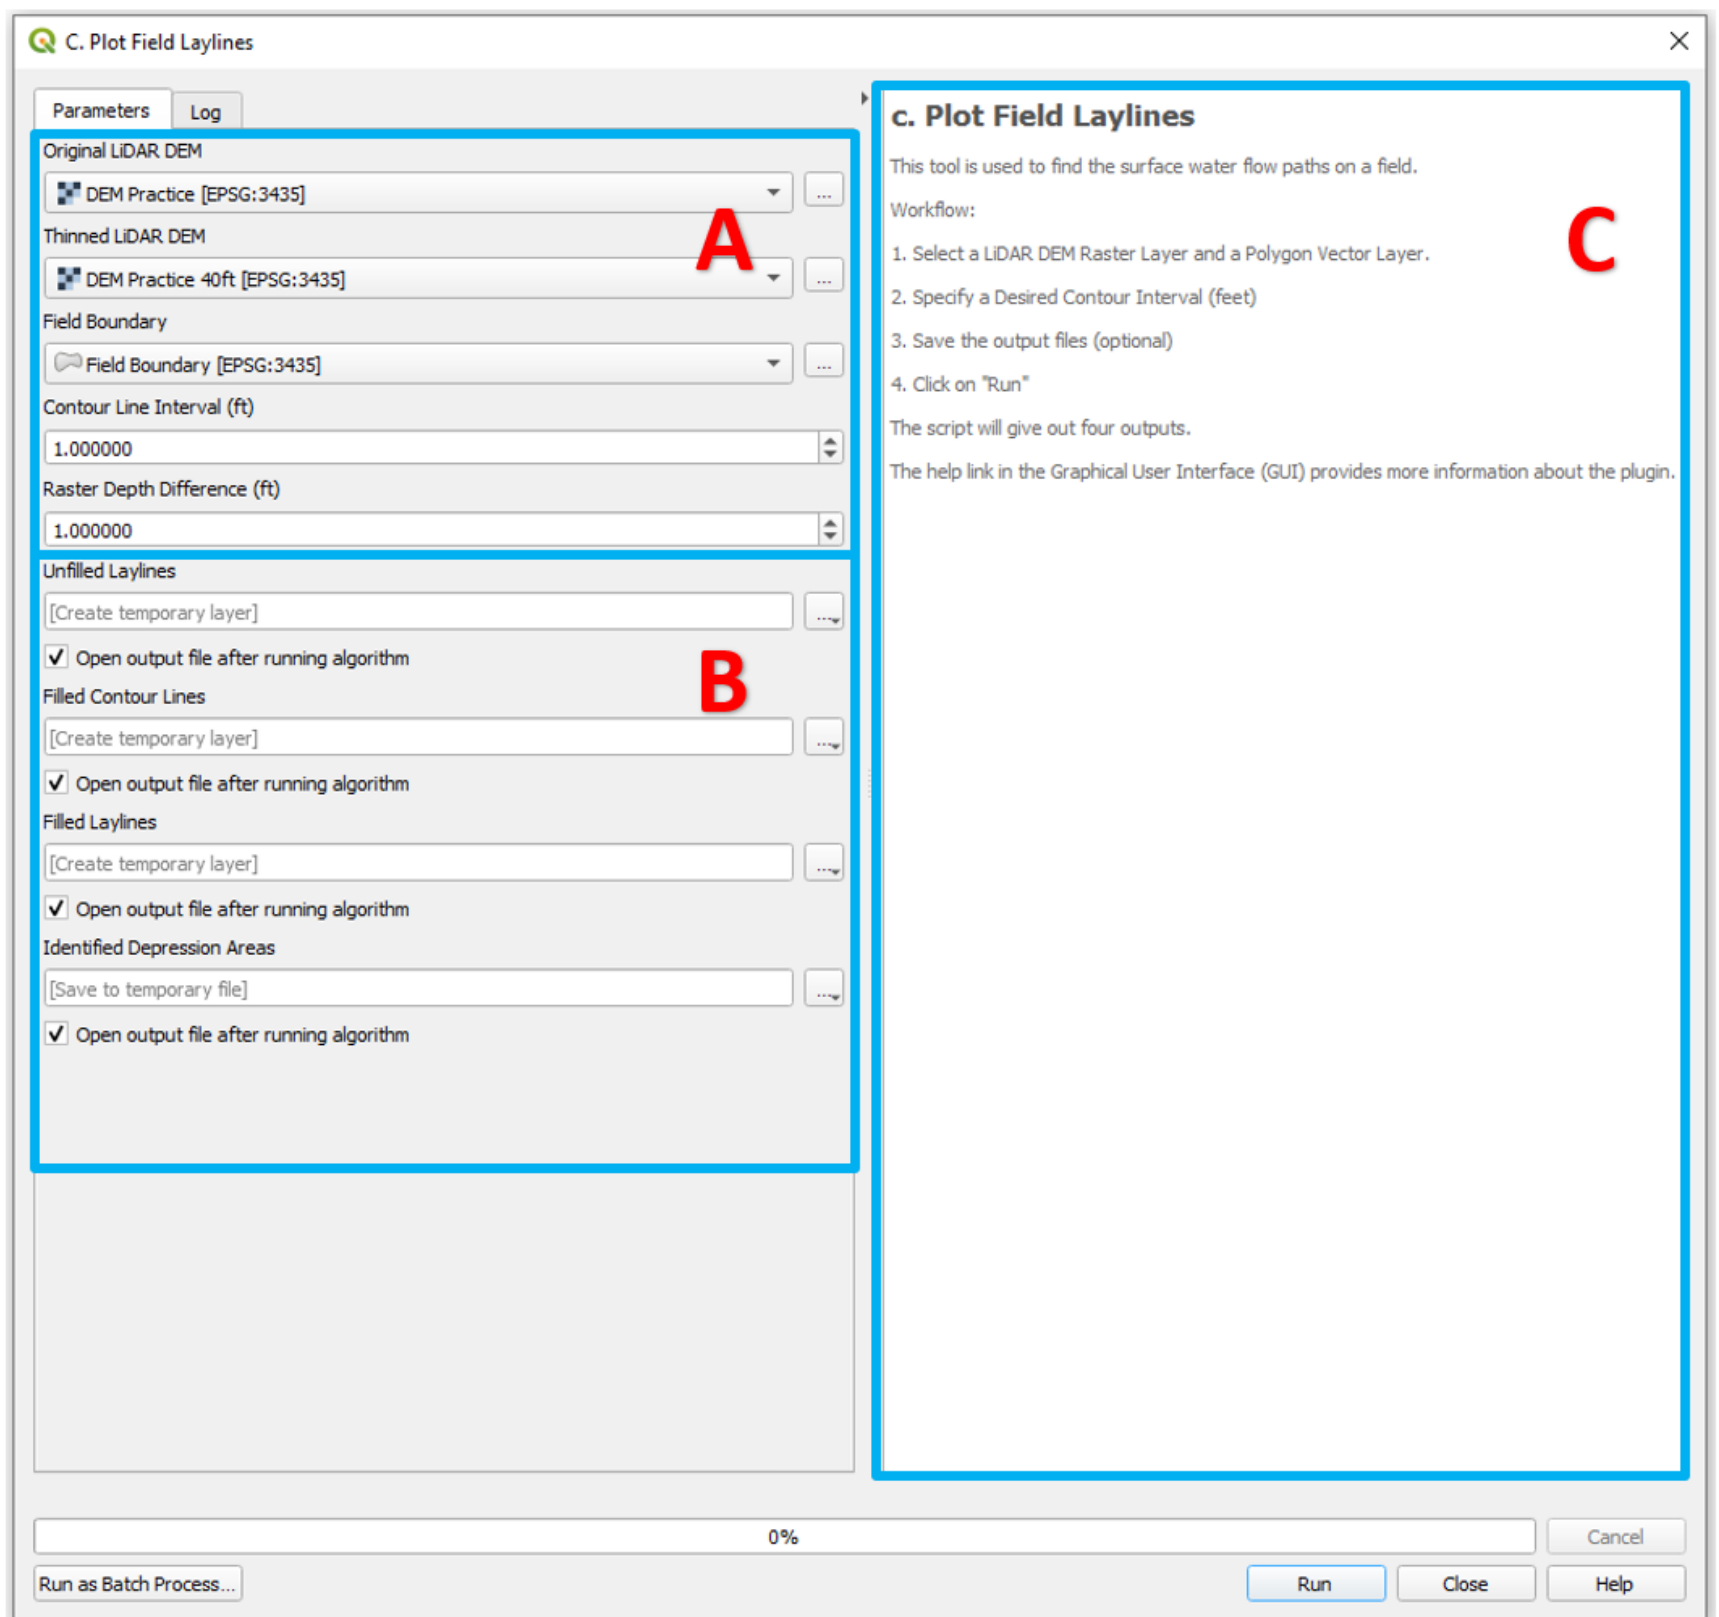 C. Plot Field Laylines
Parameters
Log
Original LiDAR DEM
DEM Practice [EPSG:3435]
...
A
Thinned LiDAR DEM
DEM Practice 40ft [EPSG:3435]
...
Field Boundary
Field Boundary [EPSG:3435]
...
Contour Line Interval (ft)
1.000000
Raster Depth Difference (ft)
1.000000
Unfilled Laylines
[Create temporary layer]
...
Open output file after running algorithm
B
Filled Contour Lines
[Create temporary layer]
...
Open output file after running algorithm
Filled Laylines
[Create temporary layer]
...
Open output file after running algorithm
Identified Depression Areas
[Save to temporary file]
...
Open output file after running algorithm
c. Plot Field Laylines
This tool is used to find the surface water flow paths on a field.
Workflow:
C
1. Select a LiDAR DEM Raster Layer and a Polygon Vector Layer.
2. Specify a Desired Contour Interval (feet)
3. Save the output files (optional)
4. Click on "Run"
The script will give out four outputs.
The help link in the Graphical User Interface (GUI) provides more information about the plugin.
0%
Cancel
Run as Batch Process...
Run
Close
Help